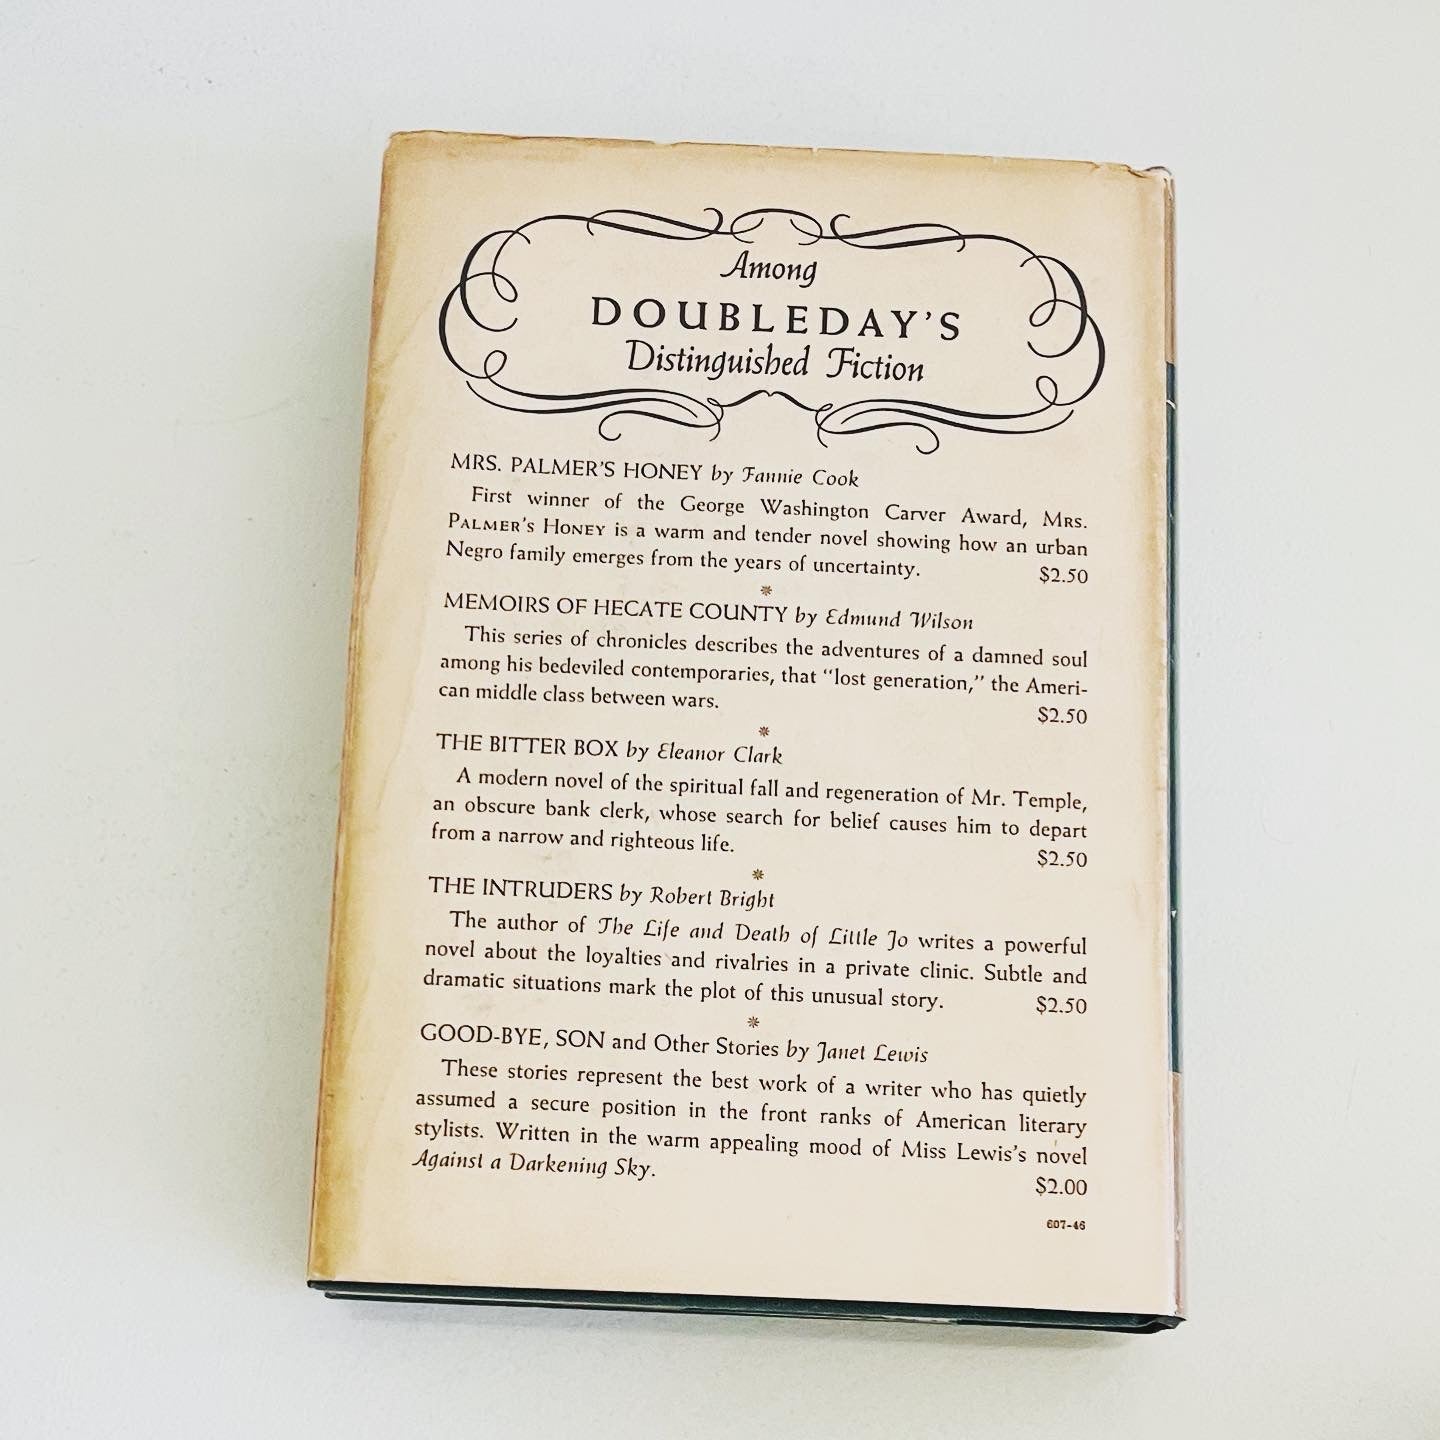 Among
DOUBLEDAY'S
Distinguished Fiction
MRS. PALMER'S HONEY by Fannie Cook
First winner of the George Washington Carver Award, MRS.
PALMER'S HONEY is a warm and tender novel showing how an urban
Negro family emerges from the years of uncertainty. $2.50
*
MEMOIRS OF HECATE COUNTY by Edmund Wilson
This series of chronicles describes the adventures of a damned soul
among his bedeviled contemporaries, that "lost generation," the Ameri-
can middle class between wars. $2.50
*
THE BITTER BOX by Eleanor Clark
A modern novel of the spiritual fall and regeneration of Mr. Temple,
an obscure bank clerk, whose search for belief causes him to depart
from a narrow and righteous life. $2.50
*
THE INTRUDERS by Robert Bright
The author of The Life and Death of Little Jo writes a powerful
novel about the loyalties and rivalries in a private clinic. Subtle and
dramatic situations mark the plot of this unusual story. $2.50
*
GOOD-BYE, SON and Other Stories by Janet Lewis
These stories represent the best work of a writer who has quietly
assumed a secure position in the front ranks of American literary
stylists. Written in the warm appealing mood of Miss Lewis's novel
Against a Darkening Sky. $2.00
607-46